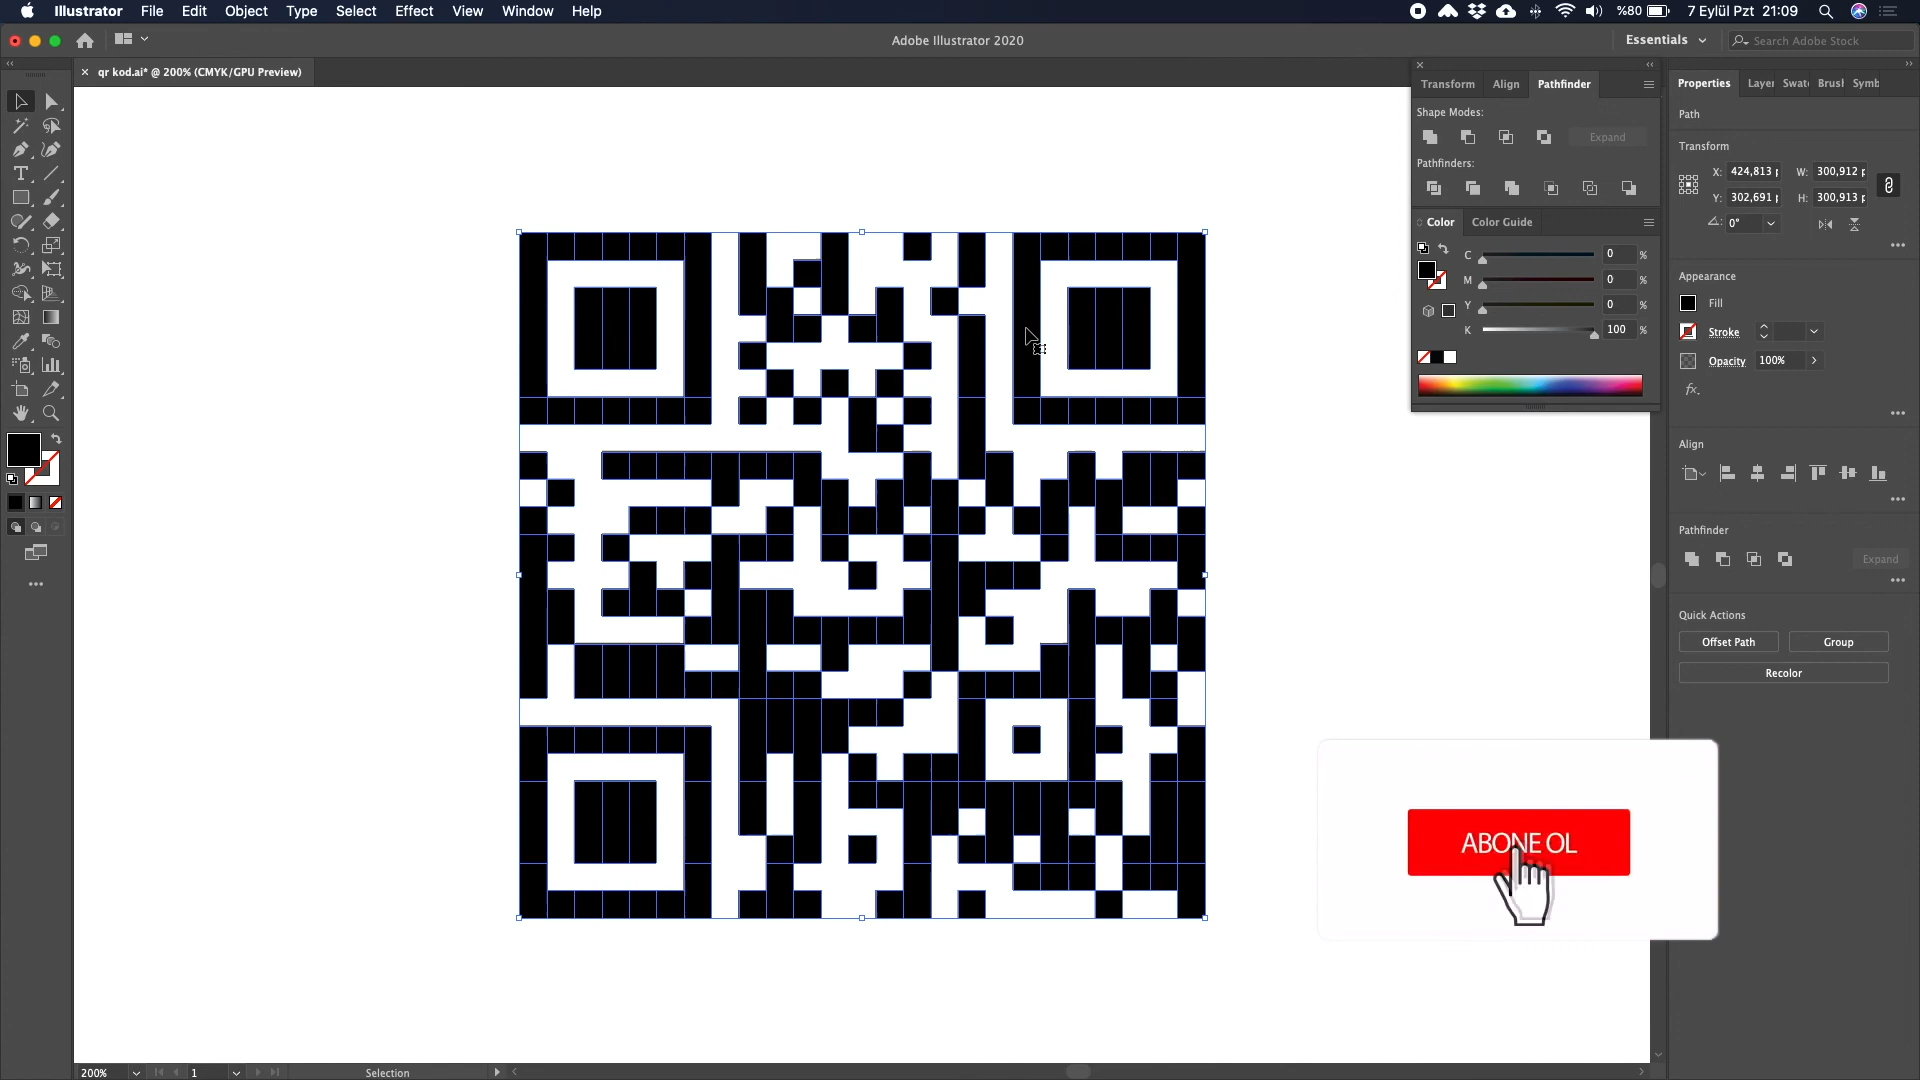 Illustrator File Edit Object Type Select Effect View Window Help
%80 7 Eylül Pzt 21:09
Adobe Illustrator 2020
Essentials
Search Adobe Stock
× qr kod.ai* @ 200% (CMYK/GPU Preview)
Transform Align Pathfinder
Shape Modes:
Expand
Pathfinders:
Color Color Guide
C 0 %
M 0 %
Y 0 %
K 100 %
Properties Layer Swatc Brush Symb
Path
Transform
X: 424,813 p W: 300,912 p
Y: 302,691 p H: 300,913 p
0°
Appearance
Fill
Stroke
Opacity 100%
fx.
Align
Pathfinder
Expand
Quick Actions
Offset Path Group
Recolor
ABONE OL
200% 1 Selection